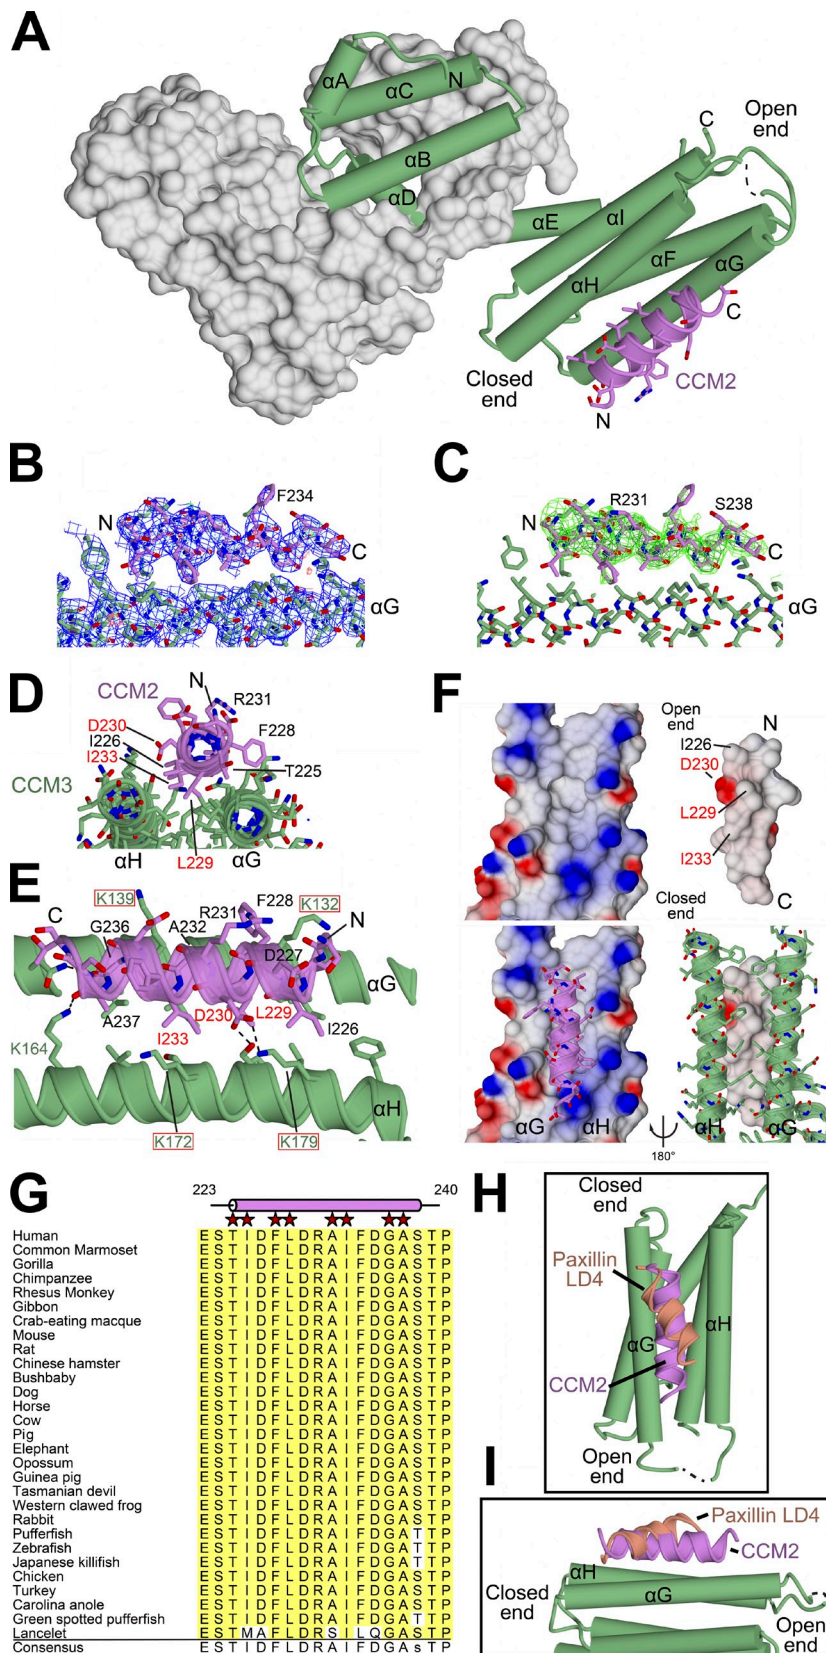 A
αA
αC
N
αB
αD
αE
αI
αF
αH
αG
C
Open
end
C
CCM2
N
Closed
end
B
N
F234
C
αG
C
N
R231
S238
C
αG
D
CCM2
N
R231
D230
I226
I233
F228
T225
CCM3
αH
L229
αG
E
K139
C
G236
A232
R231
F228
K132
N
D227
αG
A237
I233
D230
L229
I226
K164
αH
K172
K179
F
Open
end
N
I226
D230
L229
I233
C
Closed
end
αG
αH
αH
αG
180°
G
223
240
Human E S T I D F L D R A I F D G A S T P
Common Marmoset E S T I D F L D R A I F D G A S T P
Gorilla E S T I D F L D R A I F D G A S T P
Chimpanzee E S T I D F L D R A I F D G A S T P
Rhesus Monkey E S T I D F L D R A I F D G A S T P
Gibbon E S T I D F L D R A I F D G A S T P
Crab-eating macque E S T I D F L D R A I F D G A S T P
Mouse E S T I D F L D R A I F D G A S T P
Rat E S T I D F L D R A I F D G A S T P
Chinese hamster E S T I D F L D R A I F D G A S T P
Bushbaby E S T I D F L D R A I F D G A S T P
Dog E S T I D F L D R A I F D G A S T P
Horse E S T I D F L D R A I F D G A S T P
Cow E S T I D F L D R A I F D G A S T P
Pig E S T I D F L D R A I F D G A S T P
Elephant E S T I D F L D R A I F D G A S T P
Opossum E S T I D F L D R A I F D G A S T P
Guinea pig E S T I D F L D R A I F D G A S T P
Tasmanian devil E S T I D F L D R A I F D G A S T P
Western clawed frog E S T I D F L D R A I F D G A S T P
Rabbit E S T I D F L D R A I F D G A S T P
Pufferfish E S T I D F L D R A I F D G A T T P
Zebrafish E S T I D F L D R A I F D G A T T P
Japanese killifish E S T I D F L D R A I F D G A T T P
Chicken E S T I D F L D R A I F D G A S T P
Turkey E S T I D F L D R A I F D G A S T P
Carolina anole E S T I D F L D R A I F D G A S T P
Green spotted pufferfish E S T I D F L D R A I F D G A T T P
Lancelet E S T M A F L D R S I L Q G A S T P
Consensus E S T I D F L D R A I F D G A s T P
H
Closed
end
Paxillin
LD4
αG
αH
CCM2
Open
end
I
Paxillin LD4
CCM2
αH
αG
Closed
end
Open
end